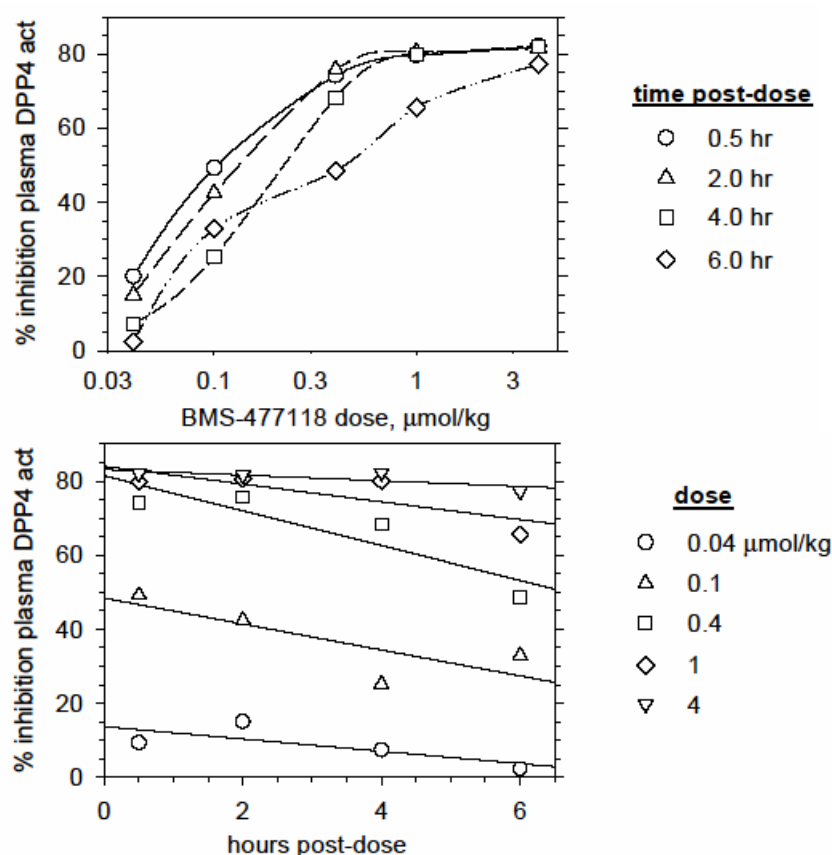 % inhibition plasma DPP4 act
80
60
40
20
0
0.03 0.1 0.3 1 3
BMS-477118 dose, μmol/kg
time post-dose
0.5 hr
2.0 hr
4.0 hr
6.0 hr
% inhibition plasma DPP4 act
80
60
40
20
0
0 2 4 6
hours post-dose
dose
0.04 μmol/kg
0.1
0.4
1
4